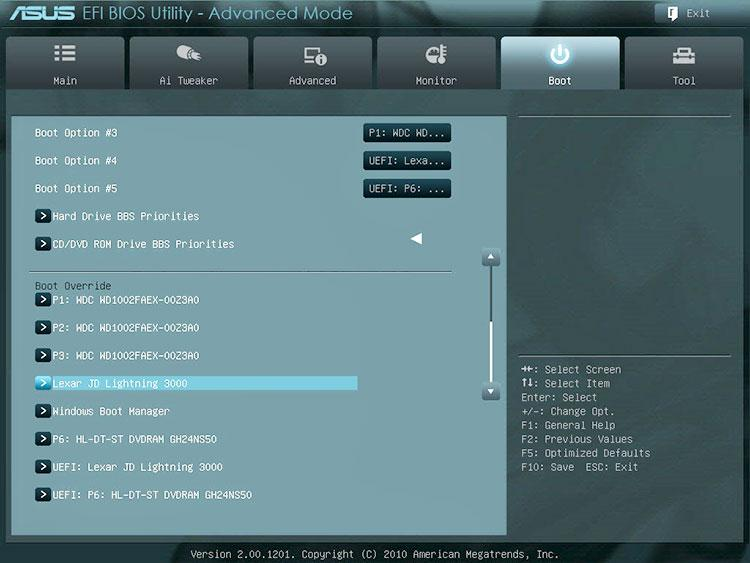 ASUS EFI BIOS Utility - Advanced Mode
Exit
Main
Ai Tweaker
Advanced
Monitor
Boot
Tool
Boot Option #3 P1: WDC WD...
Boot Option #4 UEFI: Lexa...
Boot Option #5 UEFI: P6: ...
> Hard Drive BBS Priorities
> CD/DVD ROM Drive BBS Priorities
Boot Override
> P1: WDC WD1002FAEX-00Z3A0
> P2: WDC WD1002FAEX-00Z3A0
> P3: WDC WD1002FAEX-00Z3A0
> Lexar JD Lightning 3000
> Windows Boot Manager
> P6: HL-DT-ST DVDRAM GH24NS50
> UEFI: Lexar JD Lightning 3000
> UEFI: P6: HL-DT-ST DVDRAM GH24NS50
→←: Select Screen
↑↓: Select Item
Enter: Select
+/-: Change Opt.
F1: General Help
F2: Previous Values
F5: Optimized Defaults
F10: Save ESC: Exit
Version 2.00.1201. Copyright (C) 2010 American Megatrends, Inc.